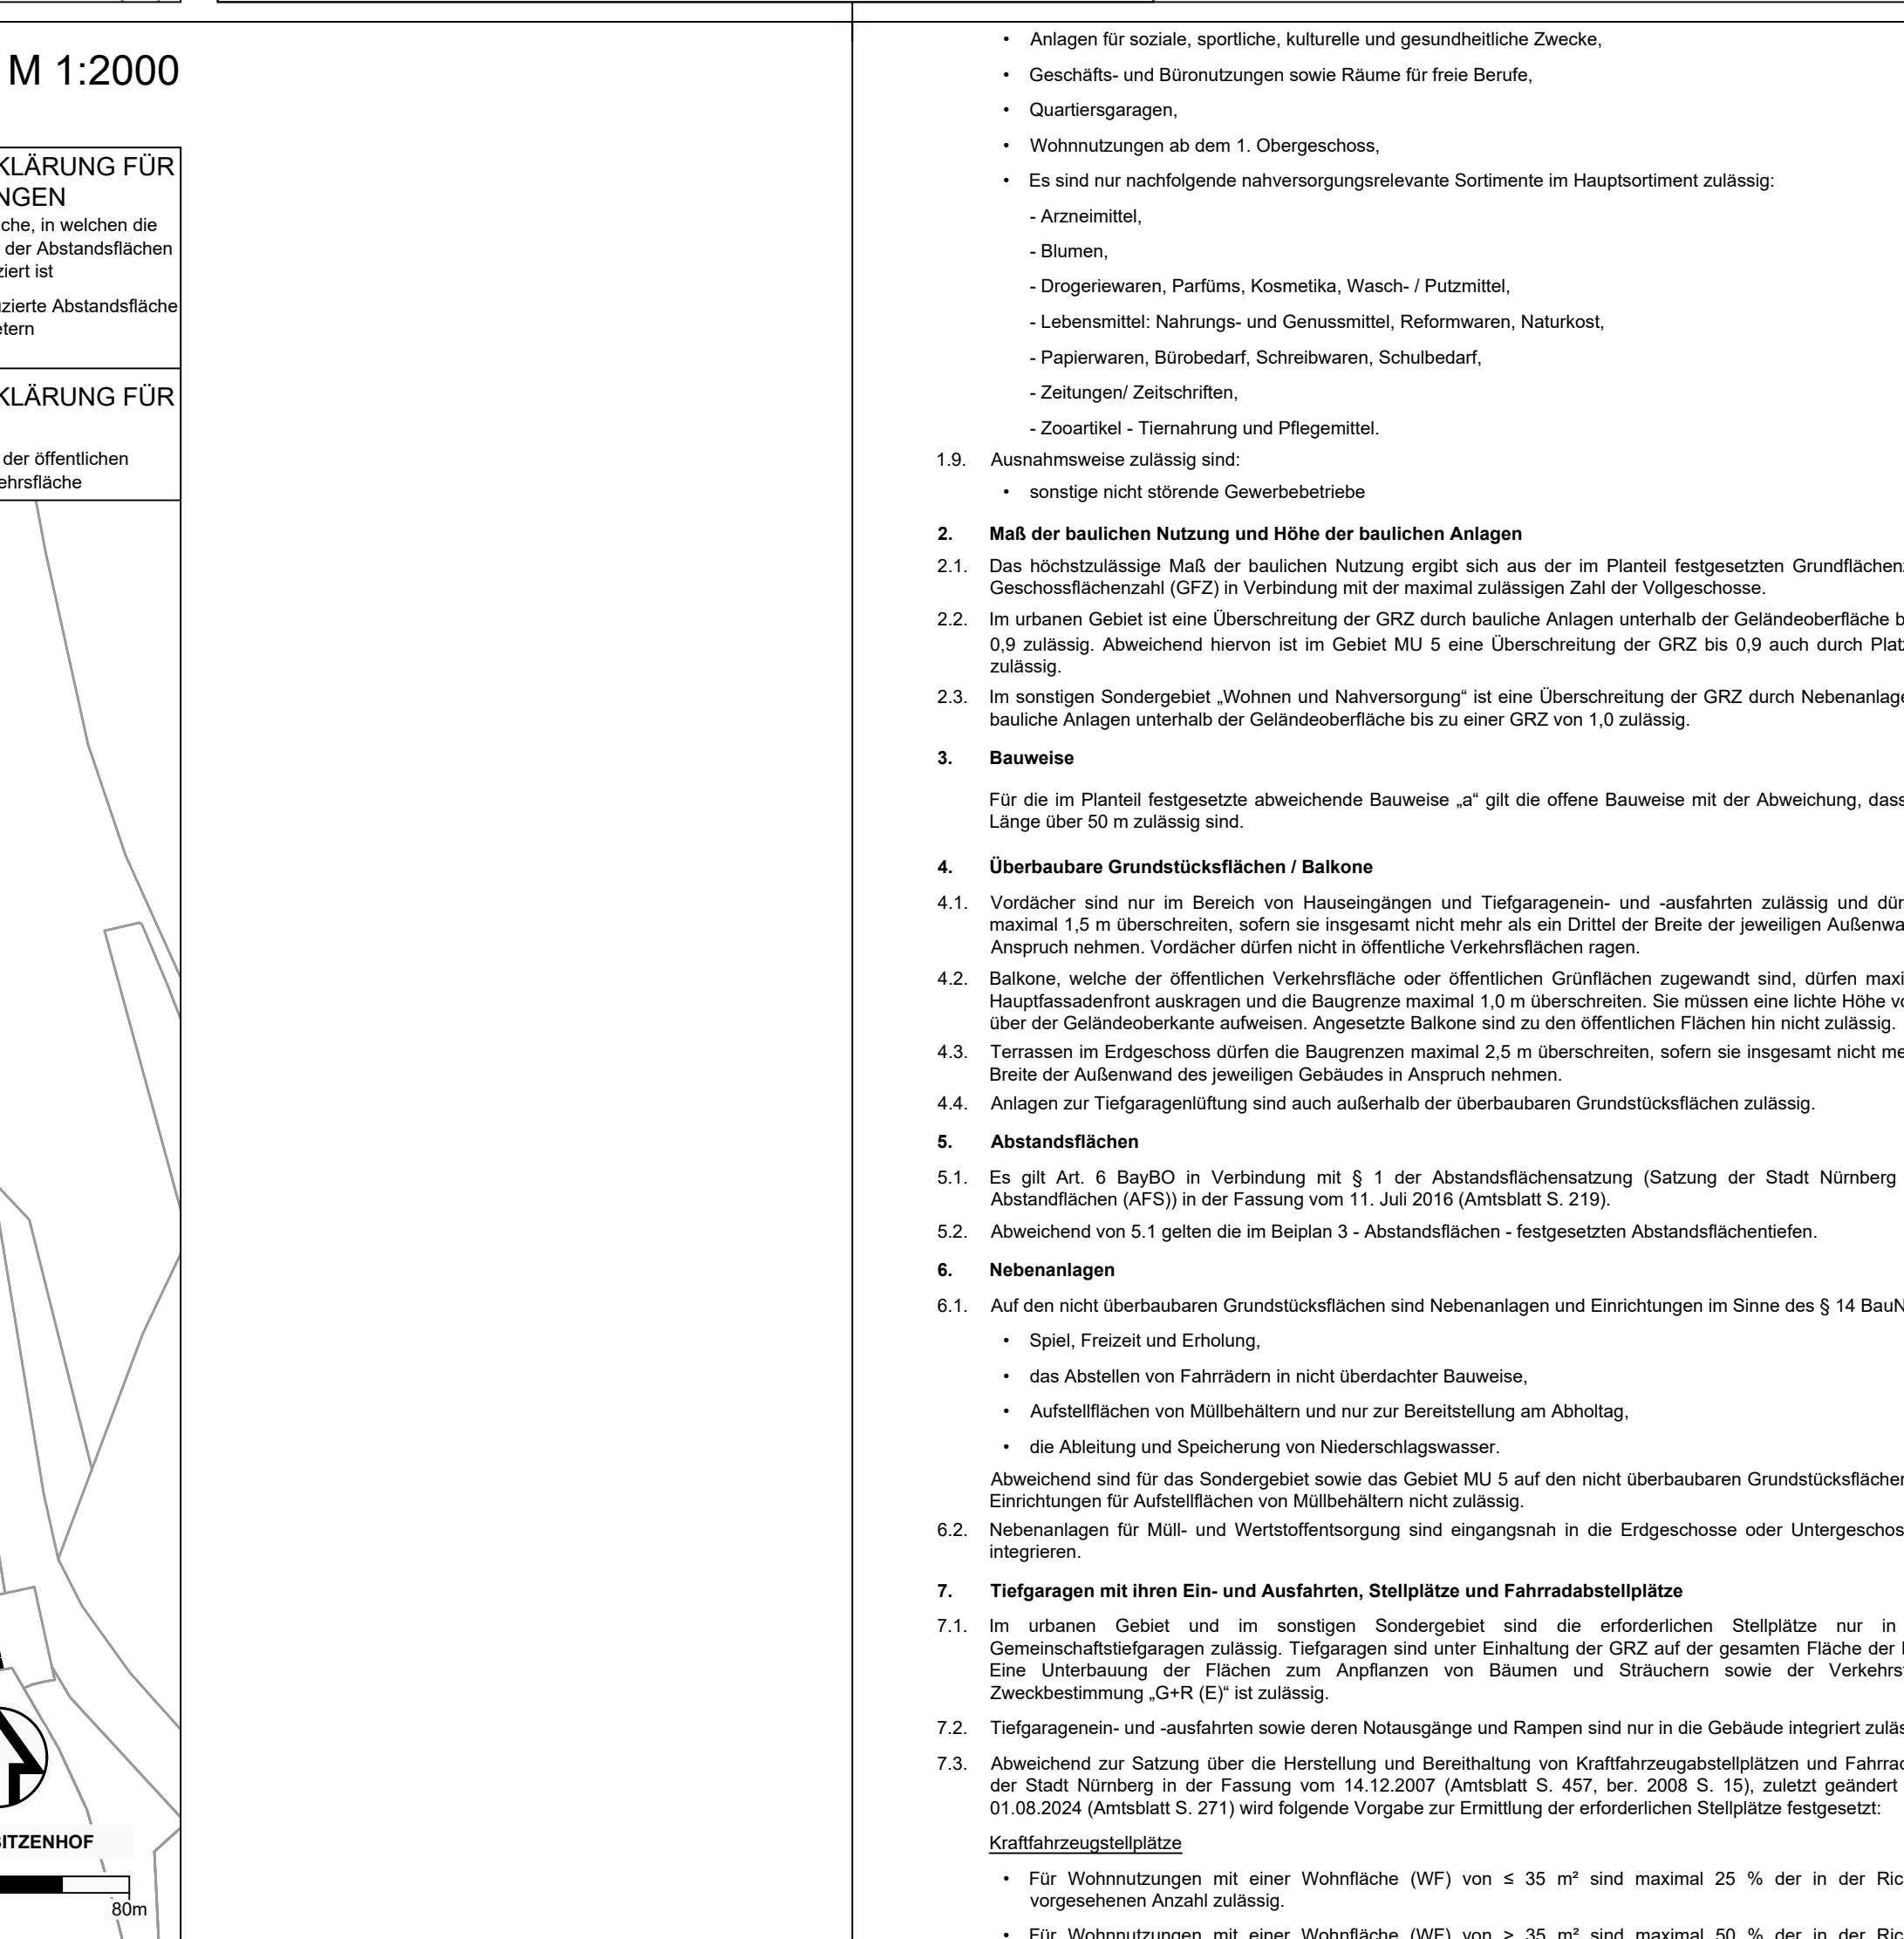 M 1:2000
KLÄRUNG FÜR
NGEN
che, in welchen die
der Abstandsflächen
ziert ist
zierte Abstandsfläche
etern
KLÄRUNG FÜR
der öffentlichen
ehrsfläche
ITZENHOF
80m
• Anlagen für soziale, sportliche, kulturelle und gesundheitliche Zwecke,
• Geschäfts- und Büronutzungen sowie Räume für freie Berufe,
• Quartiersgaragen,
• Wohnnutzungen ab dem 1. Obergeschoss,
• Es sind nur nachfolgende nahversorgungsrelevante Sortimente im Hauptsortiment zulässig:
- Arzneimittel,
- Blumen,
- Drogeriewaren, Parfüms, Kosmetika, Wasch- / Putzmittel,
- Lebensmittel: Nahrungs- und Genussmittel, Reformwaren, Naturkost,
- Papierwaren, Bürobedarf, Schreibwaren, Schulbedarf,
- Zeitungen/ Zeitschriften,
- Zooartikel - Tiernahrung und Pflegemittel.
1.9. Ausnahmsweise zulässig sind:
• sonstige nicht störende Gewerbebetriebe
2. Maß der baulichen Nutzung und Höhe der baulichen Anlagen
2.1. Das höchstzulässige Maß der baulichen Nutzung ergibt sich aus der im Planteil festgesetzten Grundflächen
Geschossflächenzahl (GFZ) in Verbindung mit der maximal zulässigen Zahl der Vollgeschosse.
2.2. Im urbanen Gebiet ist eine Überschreitung der GRZ durch bauliche Anlagen unterhalb der Geländeoberfläche b
0,9 zulässig. Abweichend hiervon ist im Gebiet MU 5 eine Überschreitung der GRZ bis 0,9 auch durch Platz
zulässig.
2.3. Im sonstigen Sondergebiet „Wohnen und Nahversorgung“ ist eine Überschreitung der GRZ durch Nebenanlage
bauliche Anlagen unterhalb der Geländeoberfläche bis zu einer GRZ von 1,0 zulässig.
3. Bauweise
Für die im Planteil festgesetzte abweichende Bauweise „a“ gilt die offene Bauweise mit der Abweichung, dass
Länge über 50 m zulässig sind.
4. Überbaubare Grundstücksflächen / Balkone
4.1. Vordächer sind nur im Bereich von Hauseingängen und Tiefgaragenein- und -ausfahrten zulässig und dür
maximal 1,5 m überschreiten, sofern sie insgesamt nicht mehr als ein Drittel der Breite der jeweiligen Außenwa
Anspruch nehmen. Vordächer dürfen nicht in öffentliche Verkehrsflächen ragen.
4.2. Balkone, welche der öffentlichen Verkehrsfläche oder öffentlichen Grünflächen zugewandt sind, dürfen maxi
Hauptfassadenfront auskragen und die Baugrenze maximal 1,0 m überschreiten. Sie müssen eine lichte Höhe vo
über der Geländeoberkante aufweisen. Angesetzte Balkone sind zu den öffentlichen Flächen hin nicht zulässig.
4.3. Terrassen im Erdgeschoss dürfen die Baugrenzen maximal 2,5 m überschreiten, sofern sie insgesamt nicht me
Breite der Außenwand des jeweiligen Gebäudes in Anspruch nehmen.
4.4. Anlagen zur Tiefgaragenlüftung sind auch außerhalb der überbaubaren Grundstücksflächen zulässig.
5. Abstandsflächen
5.1. Es gilt Art. 6 BayBO in Verbindung mit § 1 der Abstandsflächensatzung (Satzung der Stadt Nürnberg
Abstandflächen (AFS)) in der Fassung vom 11. Juli 2016 (Amtsblatt S. 219).
5.2. Abweichend von 5.1 gelten die im Beiplan 3 - Abstandsflächen - festgesetzten Abstandsflächentiefen.
6. Nebenanlagen
6.1. Auf den nicht überbaubaren Grundstücksflächen sind Nebenanlagen und Einrichtungen im Sinne des § 14 BauN
• Spiel, Freizeit und Erholung,
• das Abstellen von Fahrrädern in nicht überdachter Bauweise,
• Aufstellflächen von Müllbehältern und nur zur Bereitstellung am Abholtag,
• die Ableitung und Speicherung von Niederschlagswasser.
Abweichend sind für das Sondergebiet sowie das Gebiet MU 5 auf den nicht überbaubaren Grundstücksflächen
Einrichtungen für Aufstellflächen von Müllbehältern nicht zulässig.
6.2. Nebenanlagen für Müll- und Wertstoffentsorgung sind eingangsnah in die Erdgeschosse oder Untergeschos
integrieren.
7. Tiefgaragen mit ihren Ein- und Ausfahrten, Stellplätze und Fahrradabstellplätze
7.1. Im urbanen Gebiet und im sonstigen Sondergebiet sind die erforderlichen Stellplätze nur in
Gemeinschaftstiefgaragen zulässig. Tiefgaragen sind unter Einhaltung der GRZ auf der gesamten Fläche der
Eine Unterbauung der Flächen zum Anpflanzen von Bäumen und Sträuchern sowie der Verkehrs
Zweckbestimmung „G+R (E)“ ist zulässig.
7.2. Tiefgaragenein- und -ausfahrten sowie deren Notausgänge und Rampen sind nur in die Gebäude integriert zuläs
7.3. Abweichend zur Satzung über die Herstellung und Bereithaltung von Kraftfahrzeugabstellplätzen und Fahrrad
der Stadt Nürnberg in der Fassung vom 14.12.2007 (Amtsblatt S. 457, ber. 2008 S. 15), zuletzt geändert
01.08.2024 (Amtsblatt S. 271) wird folgende Vorgabe zur Ermittlung der erforderlichen Stellplätze festgesetzt:
Kraftfahrzeugstellplätze
• Für Wohnnutzungen mit einer Wohnfläche (WF) von ≤ 35 m² sind maximal 25 % der in der Ric
vorgesehenen Anzahl zulässig.
• Für Wohnnutzungen mit einer Wohnfläche (WF) von > 35 m² sind maximal 50 % der in der Ric